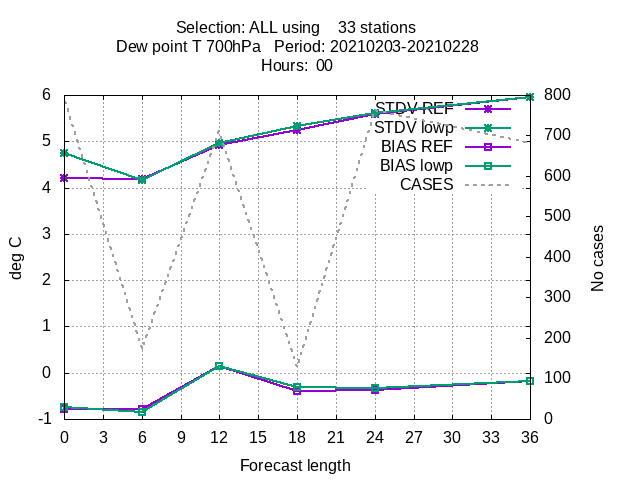 Selection: ALL using 33 stations
Dew point T 700hPa Period: 20210203-20210228
Hours: 00
6
5
4
3
2
1
0
-1
deg C
STDV REF
STDV lowp
BIAS REF
BIAS lowp
CASES
800
700
600
500
400
300
200
100
0
No cases
0 3 6 9 12 15 18 21 24 27 30 33 36
Forecast length